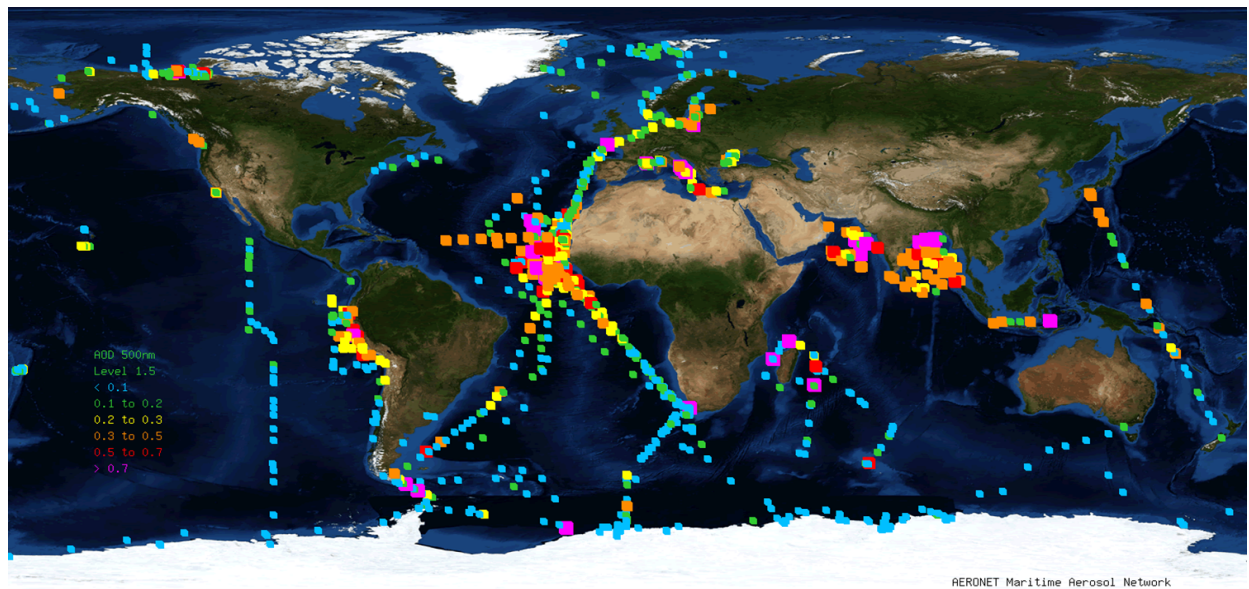 AOD 500nm
Level 1.5
< 0.1
0.1 to 0.2
0.2 to 0.3
0.3 to 0.5
0.5 to 0.7
> 0.7
AERONET Maritime Aerosol Network